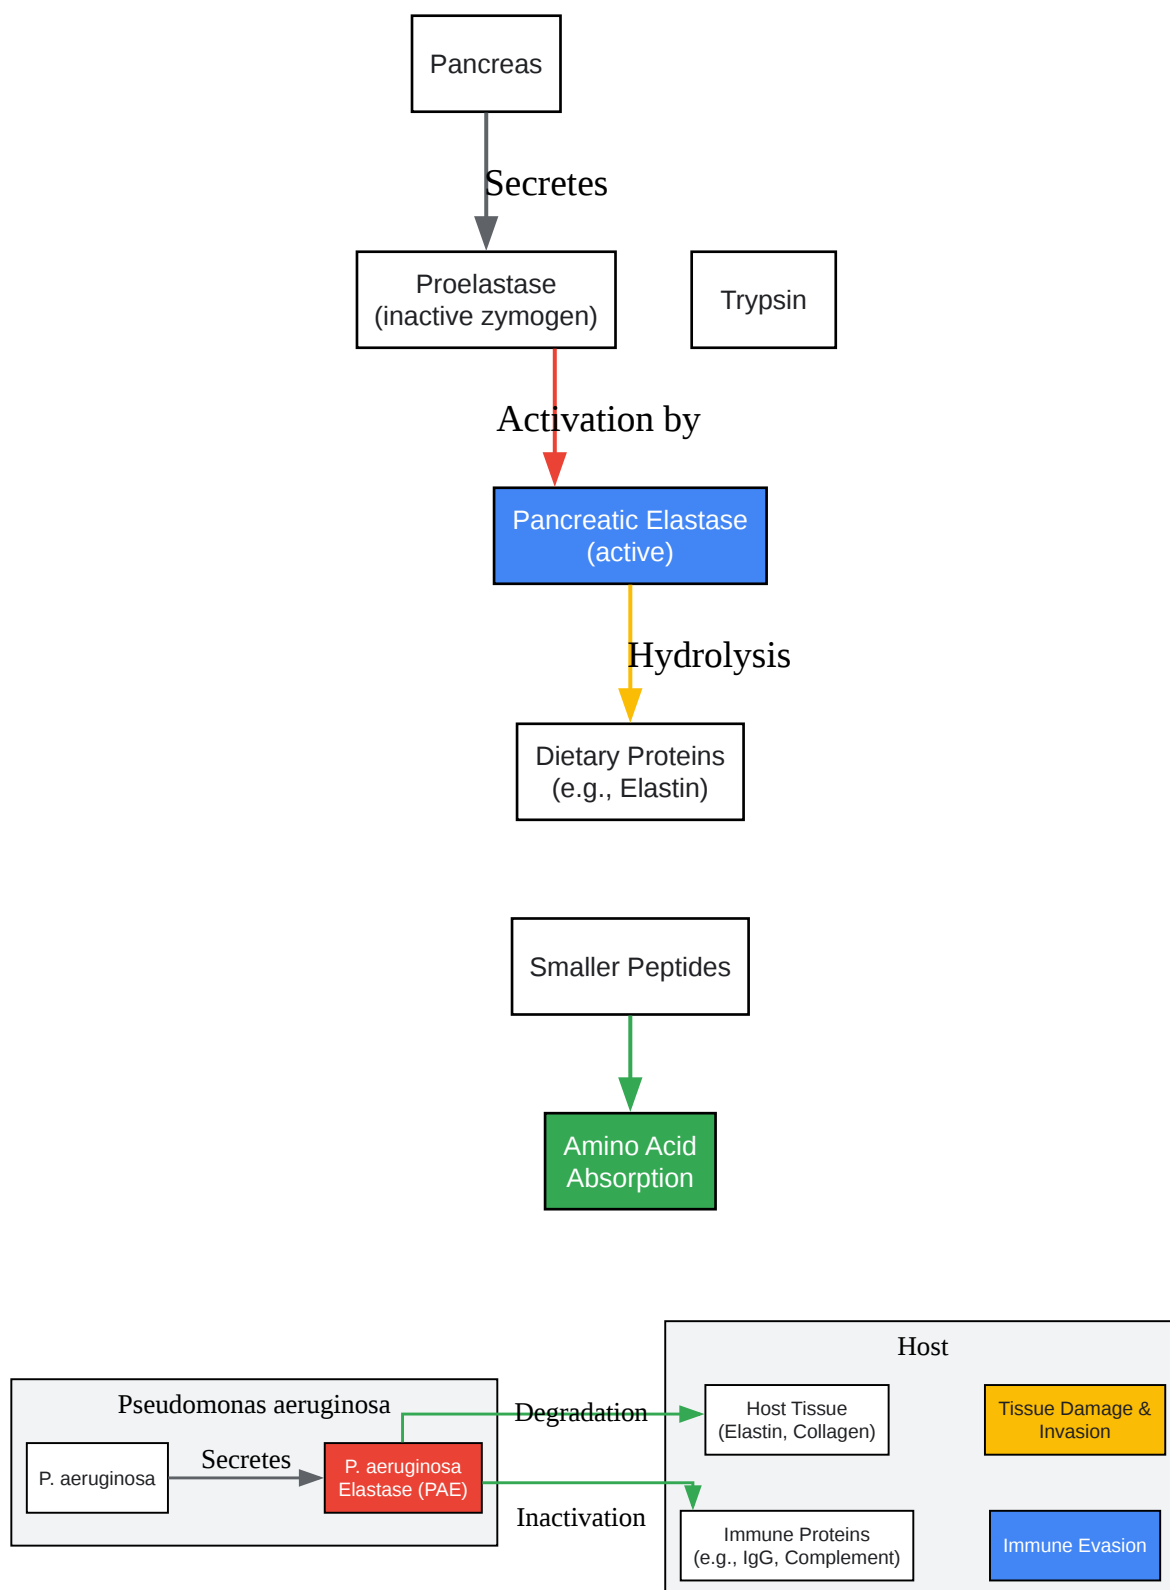 Pancreas
Secretes
Proelastase
(inactive zymogen)
Trypsin
Activation by
Pancreatic Elastase
(active)
Hydrolysis
Dietary Proteins
(e.g., Elastin)
Smaller Peptides
Amino Acid
Absorption
Host
Pseudomonas aeruginosa
Degradation
Host Tissue
(Elastin, Collagen)
Tissue Damage &
Invasion
P. aeruginosa
Secretes
P. aeruginosa
Elastase (PAE)
Inactivation
Immune Proteins
(e.g., IgG, Complement)
Immune Evasion